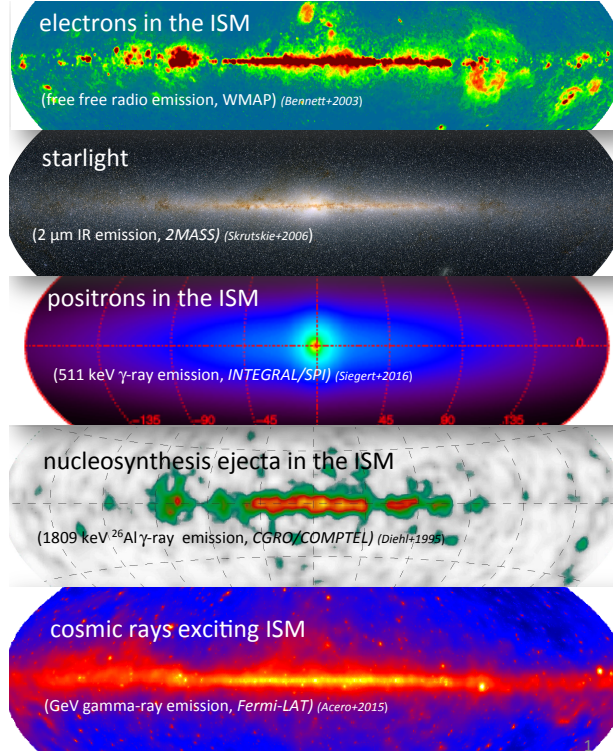 electrons in the ISM
(free free radio emission, WMAP) (Bennett+2003)
starlight
(2 μm IR emission, 2MASS) (Skrutskie+2006)
positrons in the ISM
0
(511 keV γ-ray emission, INTEGRAL/SPI) (Siegert+2016)
-135 -90 -45 45 90 135
nucleosynthesis ejecta in the ISM
(1809 keV ²⁶Al γ-ray emission, CGRO/COMPTEL) (Diehl+1995)
cosmic rays exciting ISM
(GeV gamma-ray emission, Fermi-LAT) (Acero+2015)
1